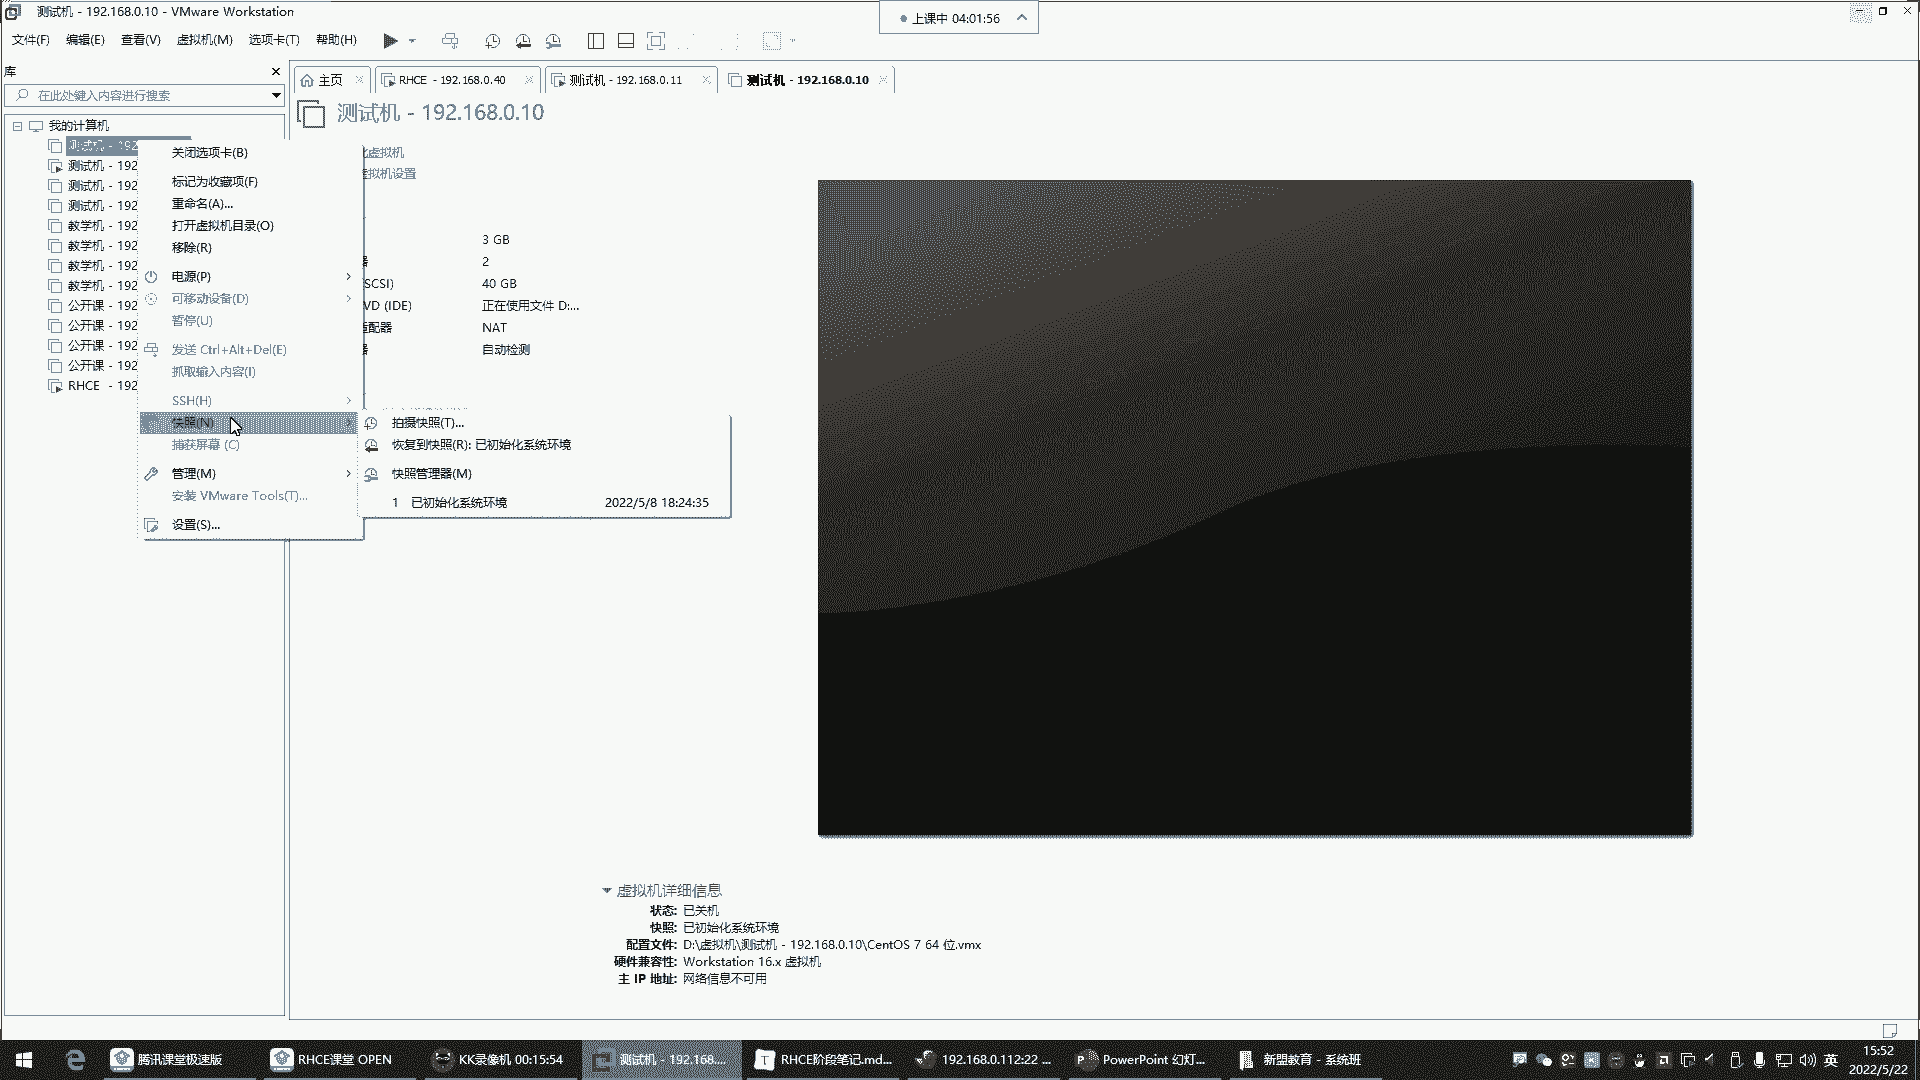 测试机 - 192.168.0.10 - VMware Workstation
上课中 04:01:56
文件(F) 编辑(E) 查看(V) 虚拟机(M) 选项卡(T) 帮助(H)
库
在此处键入内容进行搜索
主页 RHCE - 192.168.0.40 测试机 - 192.168.0.11 测试机 - 192.168.0.10
测试机 - 192.168.0.10
我的计算机
测试机 - 192
测试机 - 192
测试机 - 192
测试机 - 192
教学机 - 192
教学机 - 192
教学机 - 192
教学机 - 192
公开课 - 192
公开课 - 192
公开课 - 192
公开课 - 192
RHCE - 192
关闭选项卡(B)
标记为收藏项(F)
重命名(A)...
打开虚拟机目录(O)
移除(R)
电源(P)
可移动设备(D)
暂停(U)
发送 Ctrl+Alt+Del(E)
抓取输入内容(I)
SSH(H)
快照(N)
捕获屏幕 (C)
管理(M)
安装 VMware Tools(T)...
设置(S)...
拍摄快照(T)...
恢复到快照(R): 已初始化系统环境
快照管理器(M)
1 已初始化系统环境 2022/5/8 18:24:35
虚拟机
虚拟机设置
3 GB
器 2
SCSI) 40 GB
VD (IDE) 正在使用文件 D:...
适配器 NAT
器 自动检测
虚拟机详细信息
状态: 已关机
快照: 已初始化系统环境
配置文件: D:\虚拟机\测试机 - 192.168.0.10\CentOS 7 64 位.vmx
硬件兼容性: Workstation 16.x 虚拟机
主 IP 地址: 网络信息不可用
腾讯课堂极速版 RHCE课堂 OPEN KK录像机 00:15:54 测试机 - 192.168.... RHCE阶段笔记.md... 192.168.0.112:22 ... PowerPoint 幻灯... 新盟教育 - 系统班
英
15:52
2022/5/22